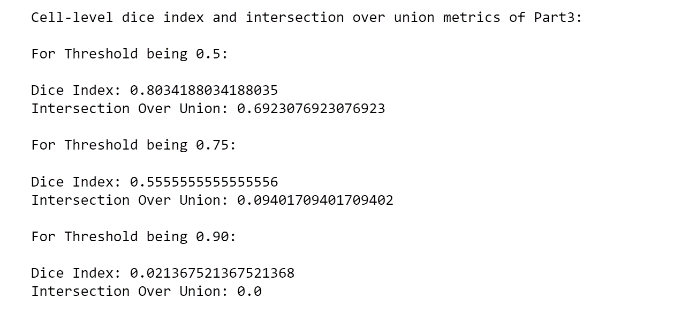 Cell-level dice index and intersection over union metrics of Part3:
For Threshold being 0.5:
Dice Index: 0.8034188034188035
Intersection Over Union: 0.6923076923076923
For Threshold being 0.75:
Dice Index: 0.5555555555555556
Intersection Over Union: 0.09401709401709402
For Threshold being 0.90:
Dice Index: 0.021367521367521368
Intersection Over Union: 0.0